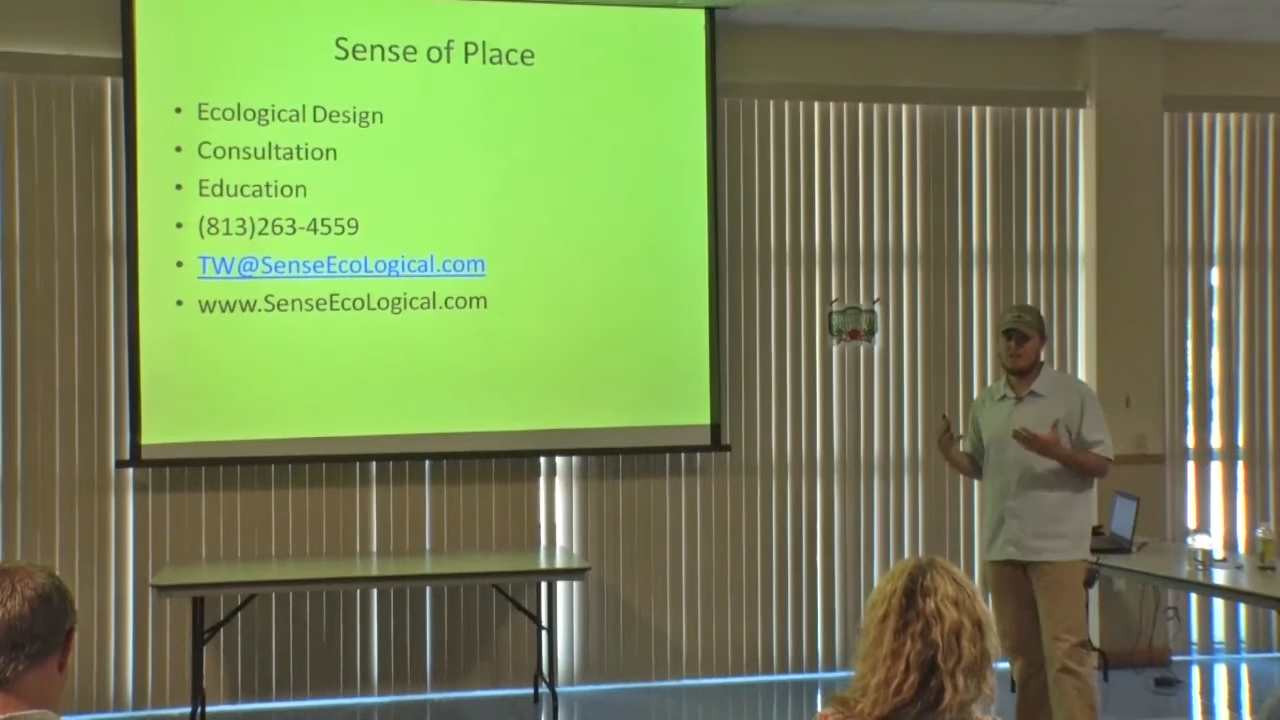 Sense of Place
• Ecological Design
• Consultation
• Education
• (813)263-4559
• TW@SenseEcoLogical.com
• www.SenseEcoLogical.com